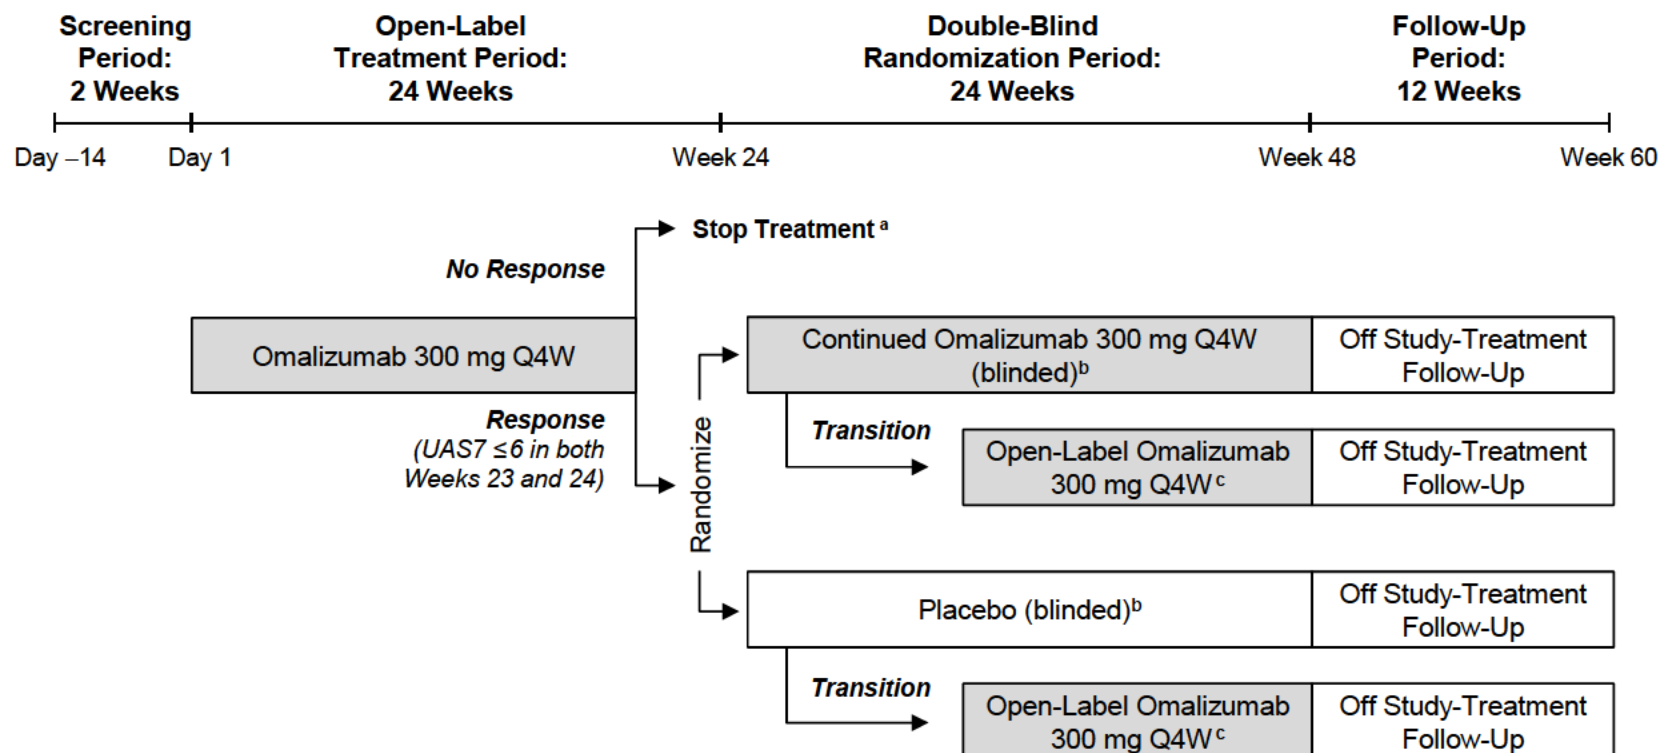 Screening
Period:
2 Weeks
Open-Label
Treatment Period:
24 Weeks
Double-Blind
Randomization Period:
24 Weeks
Follow-Up
Period:
12 Weeks
Day –14
Day 1
Week 24
Week 48
Week 60
Stop Treatment a
No Response
Omalizumab 300 mg Q4W
Response
(UAS7 ≤6 in both
Weeks 23 and 24)
Randomize
Continued Omalizumab 300 mg Q4W
(blinded)b
Off Study-Treatment
Follow-Up
Transition
Open-Label Omalizumab
300 mg Q4W c
Off Study-Treatment
Follow-Up
Placebo (blinded)b
Off Study-Treatment
Follow-Up
Transition
Open-Label Omalizumab
300 mg Q4W c
Off Study-Treatment
Follow-Up